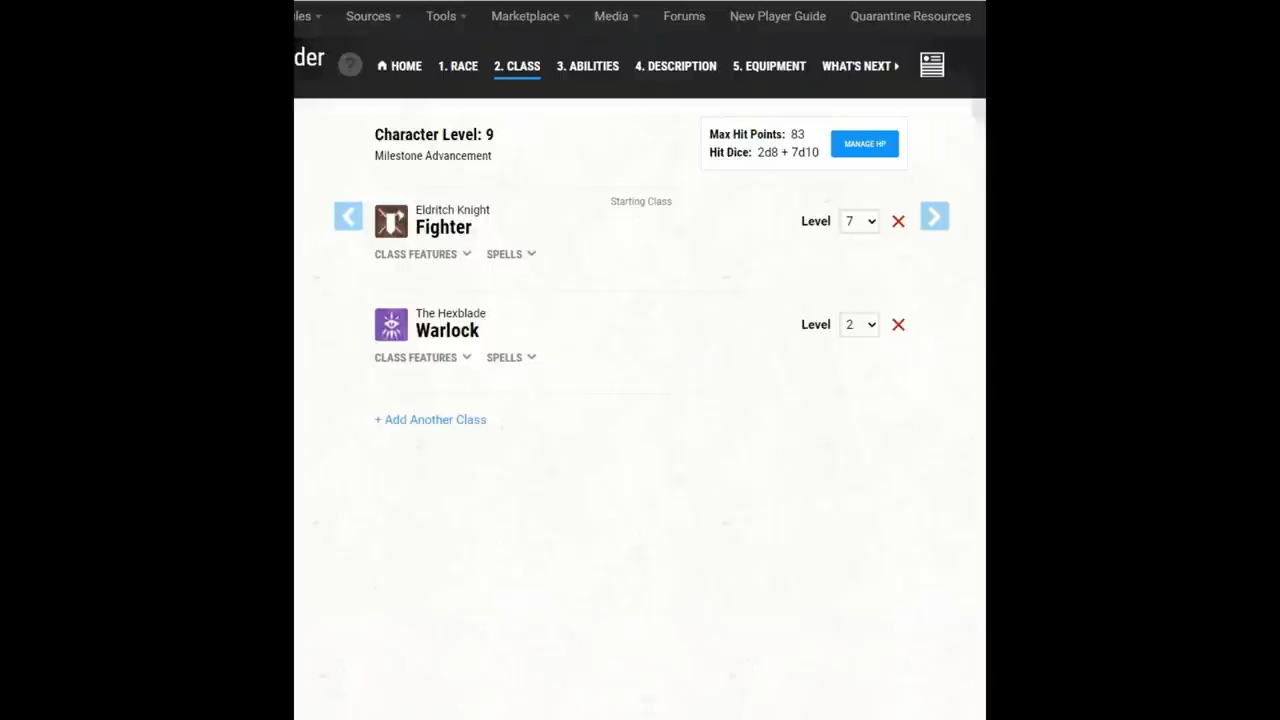 Sources Tools Marketplace Media Forums New Player Guide Quarantine Resources
der ? HOME 1. RACE 2. CLASS 3. ABILITIES 4. DESCRIPTION 5. EQUIPMENT WHAT'S NEXT
Character Level: 9
Milestone Advancement
Max Hit Points: 83
Hit Dice: 2d8 + 7d10
MANAGE HP
Starting Class
Eldritch Knight
Fighter
Level 7
CLASS FEATURES SPELLS
The Hexblade
Warlock
Level 2
CLASS FEATURES SPELLS
+ Add Another Class